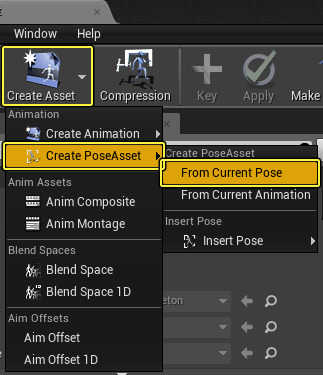 Window Help
Create Asset
Compression
Key
Apply
Make
Animation
Create Animation
Create PoseAsset
Create PoseAsset
From Current Pose
From Current Animation
Anim Assets
Anim Composite
Anim Montage
Insert Pose
Insert Pose
Blend Spaces
Blend Space
Blend Space 1D
Aim Offsets
Aim Offset
Aim Offset 1D